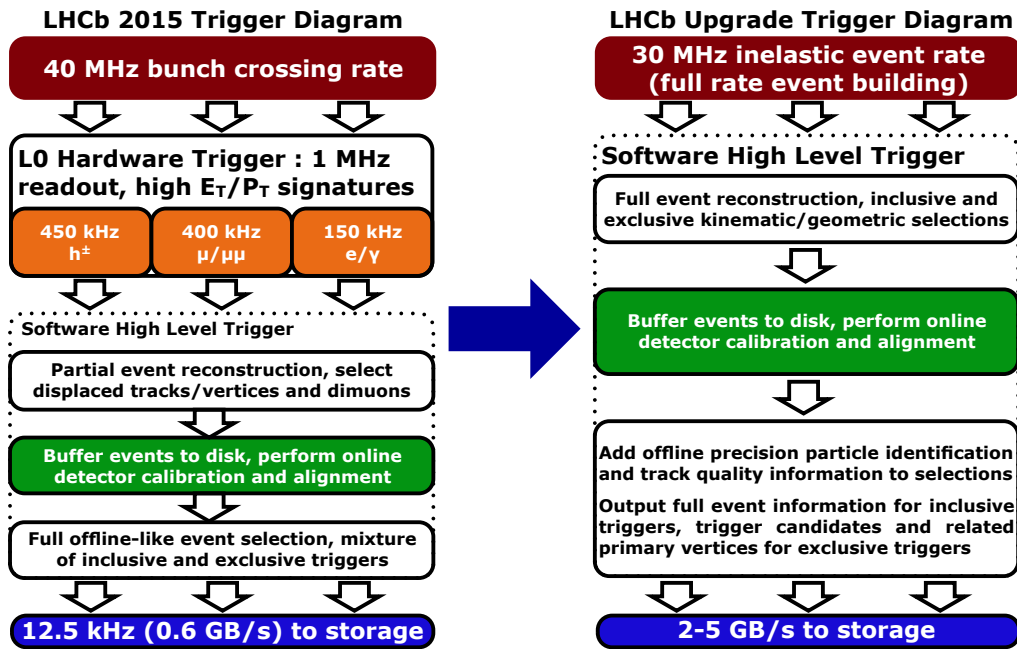 LHCb 2015 Trigger Diagram
40 MHz bunch crossing rate
L0 Hardware Trigger : 1 MHz
readout, high E_T/P_T signatures
450 kHz
h±
400 kHz
µ/µµ
150 kHz
e/γ
Software High Level Trigger
Partial event reconstruction, select
displaced tracks/vertices and dimuons
Buffer events to disk, perform online
detector calibration and alignment
Full offline-like event selection, mixture
of inclusive and exclusive triggers
12.5 kHz (0.6 GB/s) to storage
LHCb Upgrade Trigger Diagram
30 MHz inelastic event rate
(full rate event building)
Software High Level Trigger
Full event reconstruction, inclusive and
exclusive kinematic/geometric selections
Buffer events to disk, perform online
detector calibration and alignment
Add offline precision particle identification
and track quality information to selections
Output full event information for inclusive
triggers, trigger candidates and related
primary vertices for exclusive triggers
2-5 GB/s to storage